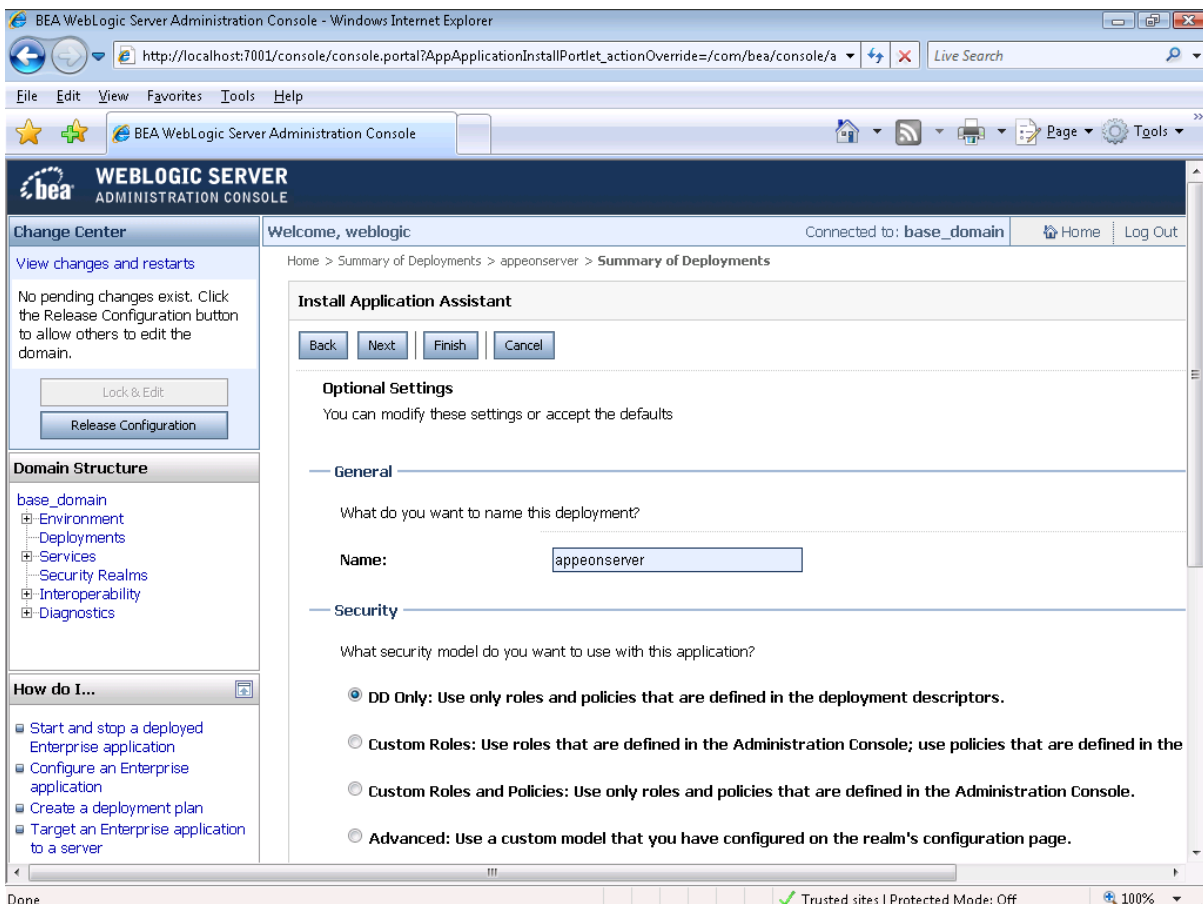 BEA WebLogic Server Administration Console - Windows Internet Explorer
http://localhost:7001/console/console.portal?AppApplicationInstallPortlet_actionOverride=/com/bea/console/a
Live Search
File Edit View Favorites Tools Help
BEA WebLogic Server Administration Console
Page Tools
bea
WEBLOGIC SERVER
ADMINISTRATION CONSOLE
Change Center
View changes and restarts
No pending changes exist. Click
the Release Configuration button
to allow others to edit the
domain.
Lock & Edit
Release Configuration
Domain Structure
base_domain
Environment
Deployments
Services
Security Realms
Interoperability
Diagnostics
How do I...
Start and stop a deployed
Enterprise application
Configure an Enterprise
application
Create a deployment plan
Target an Enterprise application
to a server
Welcome, weblogic
Connected to: base_domain
Home Log Out
Home > Summary of Deployments > appeonserver > Summary of Deployments
Install Application Assistant
Back Next Finish Cancel
Optional Settings
You can modify these settings or accept the defaults
General
What do you want to name this deployment?
Name: appeonserver
Security
What security model do you want to use with this application?
DD Only: Use only roles and policies that are defined in the deployment descriptors.
Custom Roles: Use roles that are defined in the Administration Console; use policies that are defined in the
Custom Roles and Policies: Use only roles and policies that are defined in the Administration Console.
Advanced: Use a custom model that you have configured on the realm's configuration page.
Done
Trusted sites | Protected Mode: Off
100%